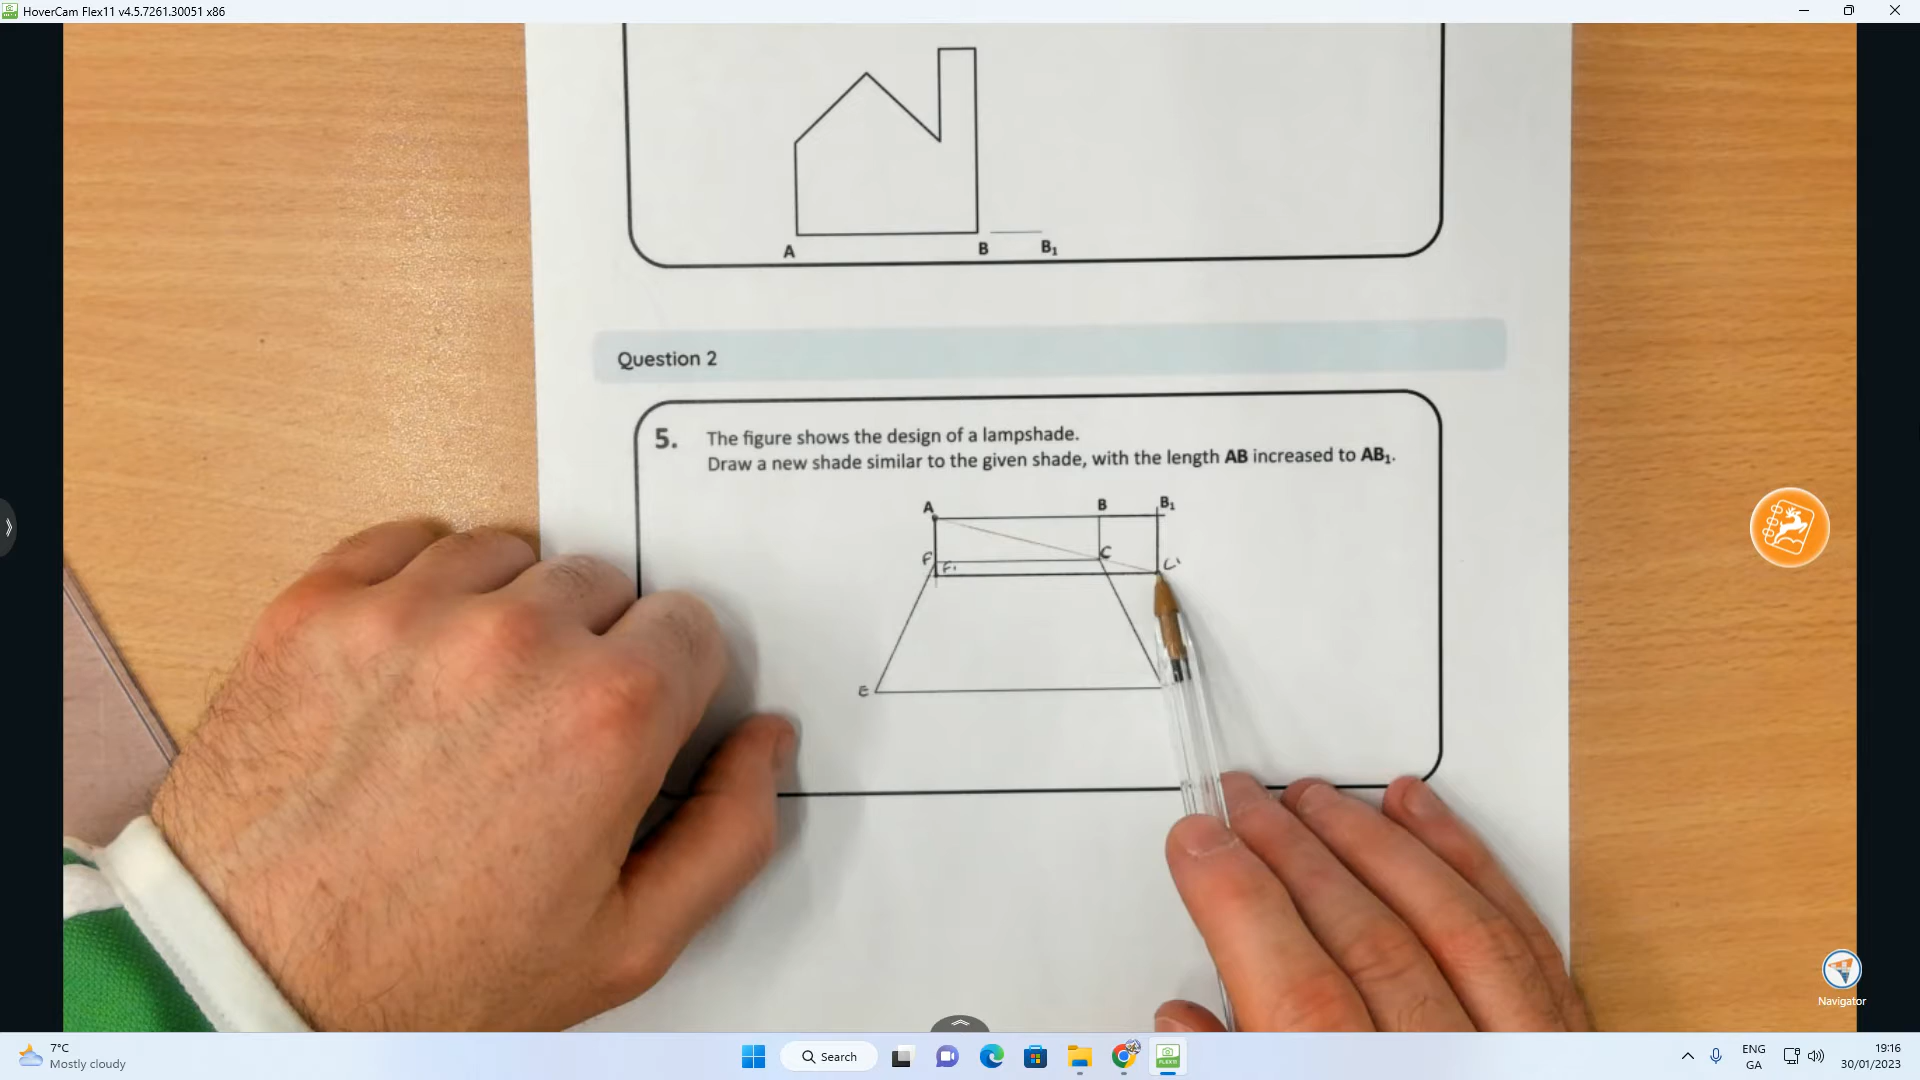 HoverCam Flex11 v4.5.7261.30051 x86
A B B₁
Question 2
5. The figure shows the design of a lampshade.
Draw a new shade similar to the given shade, with the length AB increased to AB₁.
A B B₁
F F₁ C C'
E
Navigator
7°C
Mostly cloudy
Search
FLEX11
ENG
GA
19:16
30/01/2023